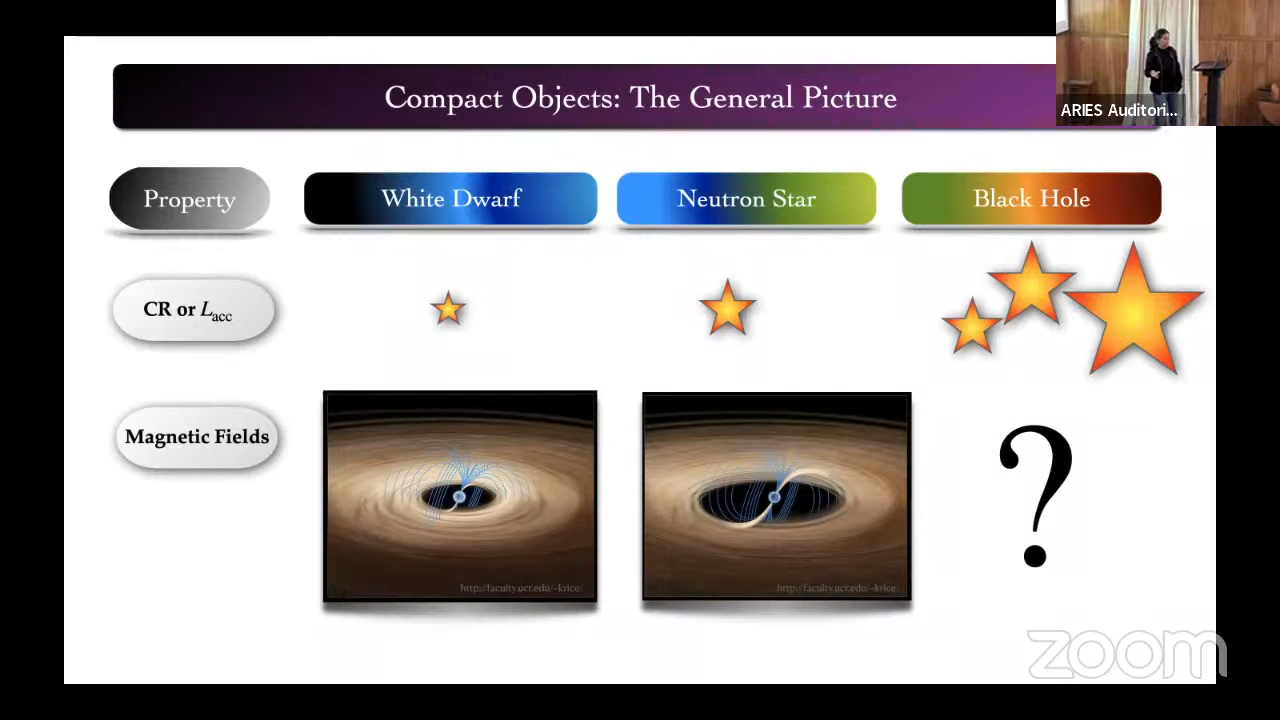 Compact Objects: The General Picture
ARIES Auditori...
Property
White Dwarf
Neutron Star
Black Hole
CR or Lacc
Magnetic Fields
?
http://faculty.ucr.edu/~krice/
http://faculty.ucr.edu/~krice/
zoom